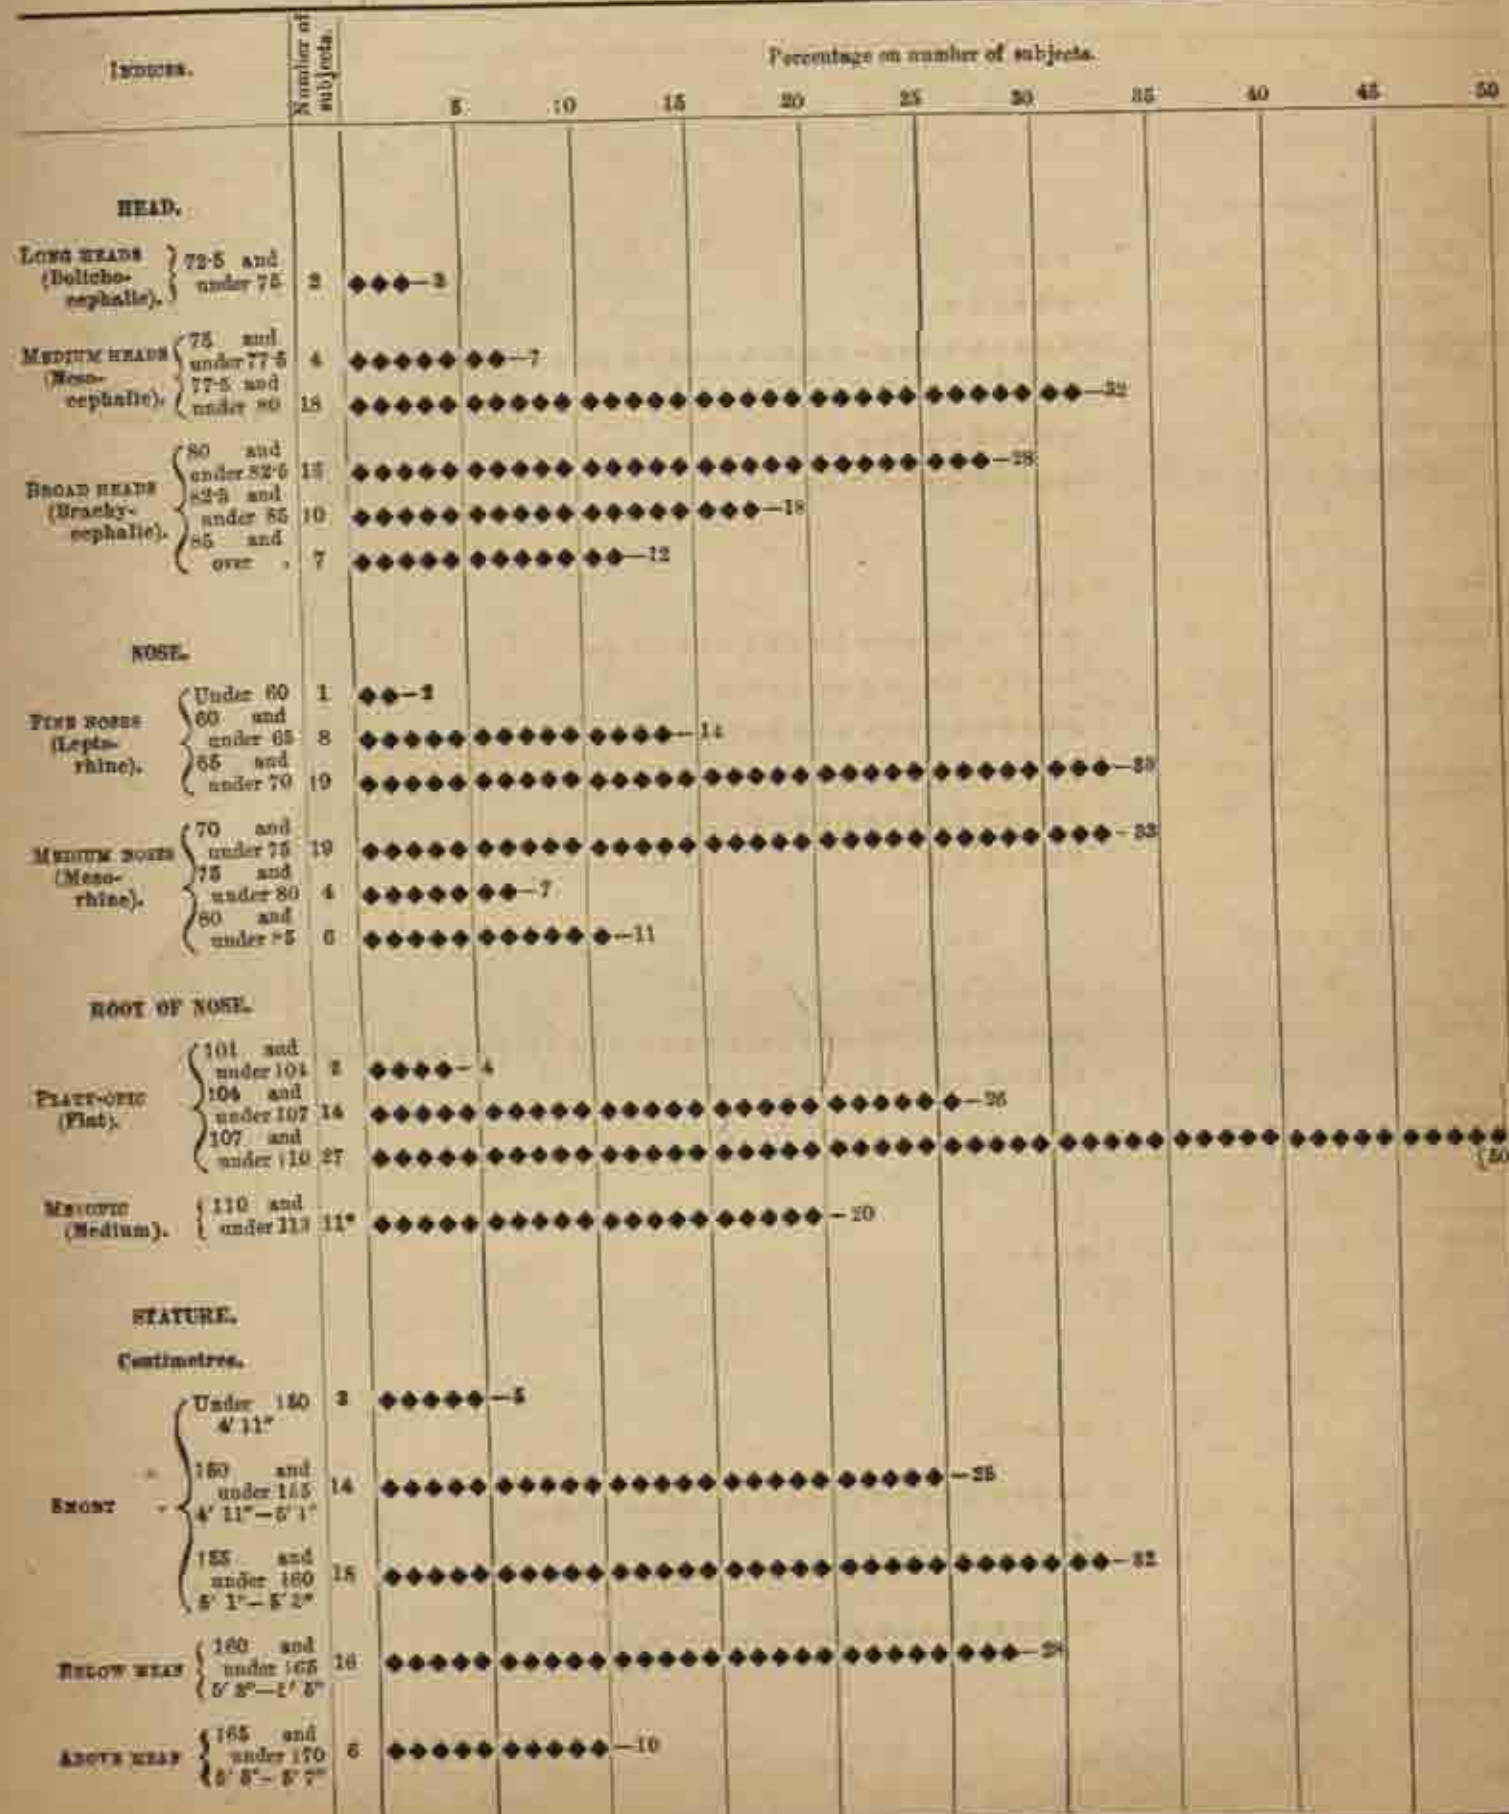 INDICES.
Number of subjects.
Percentage on number of subjects.
5 10 15 20 25 30 35 40 45 50
HEAD.
LONG HEADS (Dolicho-cephalic).
72·5 and
under 75 2 —3
MEDIUM HEADS (Meso-cephalic).
75 and
under 77·5 4 —7
77·5 and
under 80 18 —32
BROAD HEADS (Brachy-cephalic).
80 and
under 82·5 —28
82·5 and
under 85 10 —18
85 and
over . 7 —12
NOSE.
FINE NOSES (Lepto-rhine).
Under 60 1 —2
60 and
under 65 8 —14
65 and
under 70 19 —33
MEDIUM NOSES (Meso-rhine).
70 and
under 75 19 —33
75 and
under 80 4 —7
80 and
under 85 6 —11
ROOT OF NOSE.
PLATY-OPIC (Flat).
101 and
under 104 2 —4
104 and
under 107 14 —26
107 and
under 110 27
(50
MESOPIC (Medium).
110 and
under 113 11* —20
STATURE.
Centimetres.
SHORT
Under 150 3 —5
4' 11"
150 and
under 155 14 —25
4' 11"—5' 1"
155 and
under 160 18 —32
5' 1"—5' 2"
BELOW MEAN
160 and
under 165 16 —28
ABOVE MEAN
165 and
under 170 6 —10
5' 5"—5' 7"